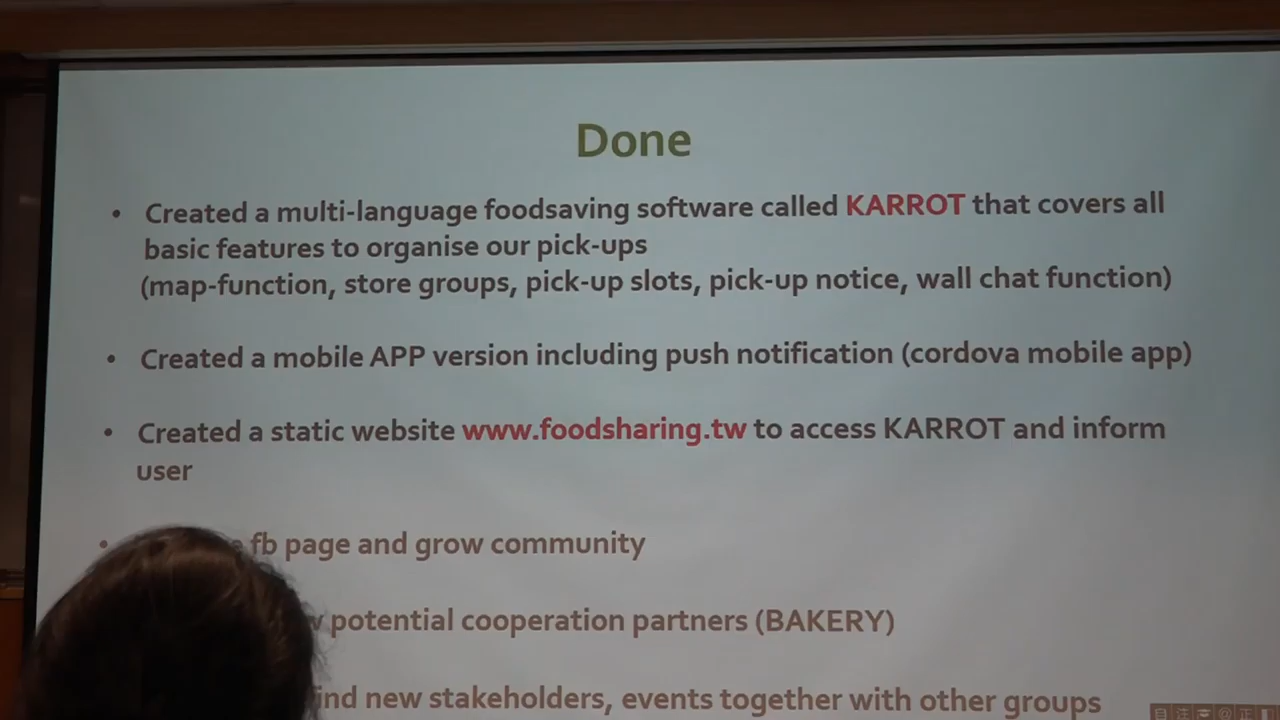 Done
• Created a multi-language foodsaving software called KARROT that covers all
basic features to organise our pick-ups
(map-function, store groups, pick-up slots, pick-up notice, wall chat function)
• Created a mobile APP version including push notification (cordova mobile app)
• Created a static website www.foodsharing.tw to access KARROT and inform
user
• fb page and grow community
potential cooperation partners (BAKERY)
new stakeholders, events together with other groups